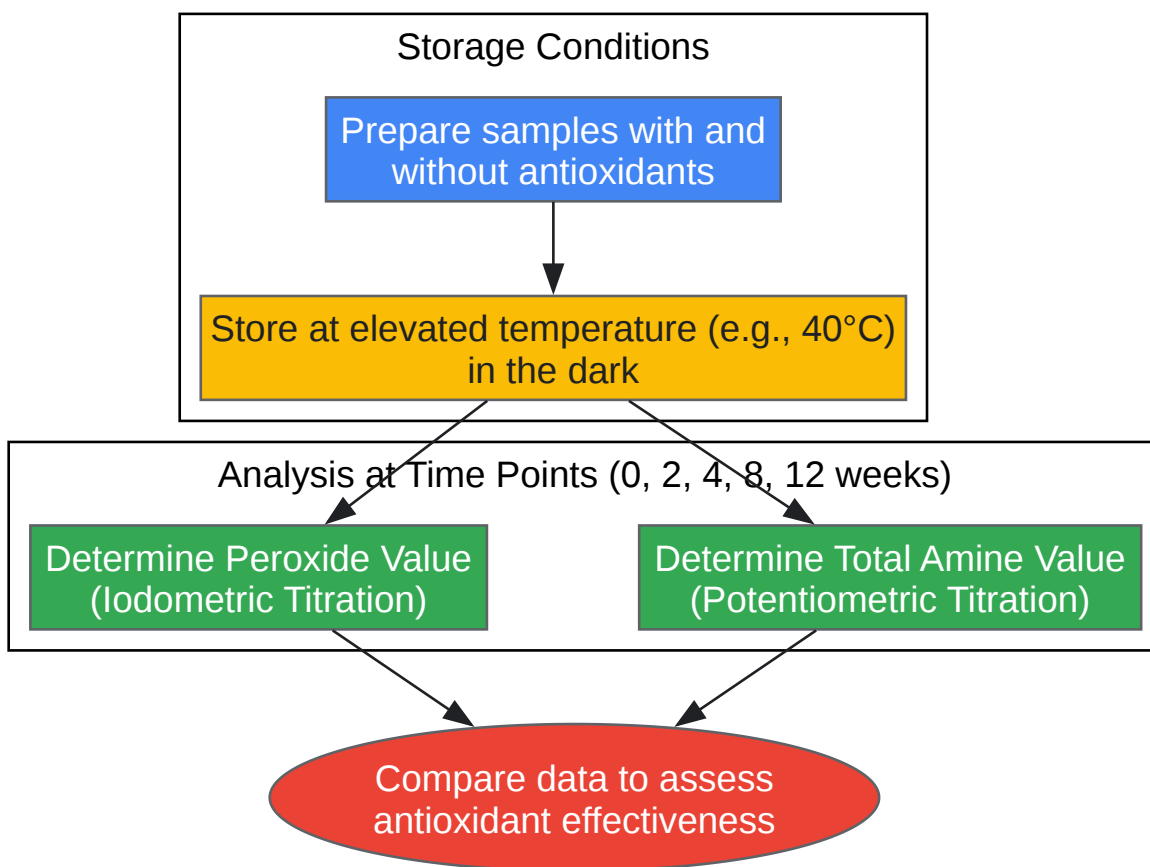 Storage Conditions
Prepare samples with and
without antioxidants
Store at elevated temperature (e.g., 40°C)
in the dark
Analysis at Time Points (0, 2, 4, 8, 12 weeks)
Determine Peroxide Value
(Iodometric Titration)
Determine Total Amine Value
(Potentiometric Titration)
Compare data to assess
antioxidant effectiveness